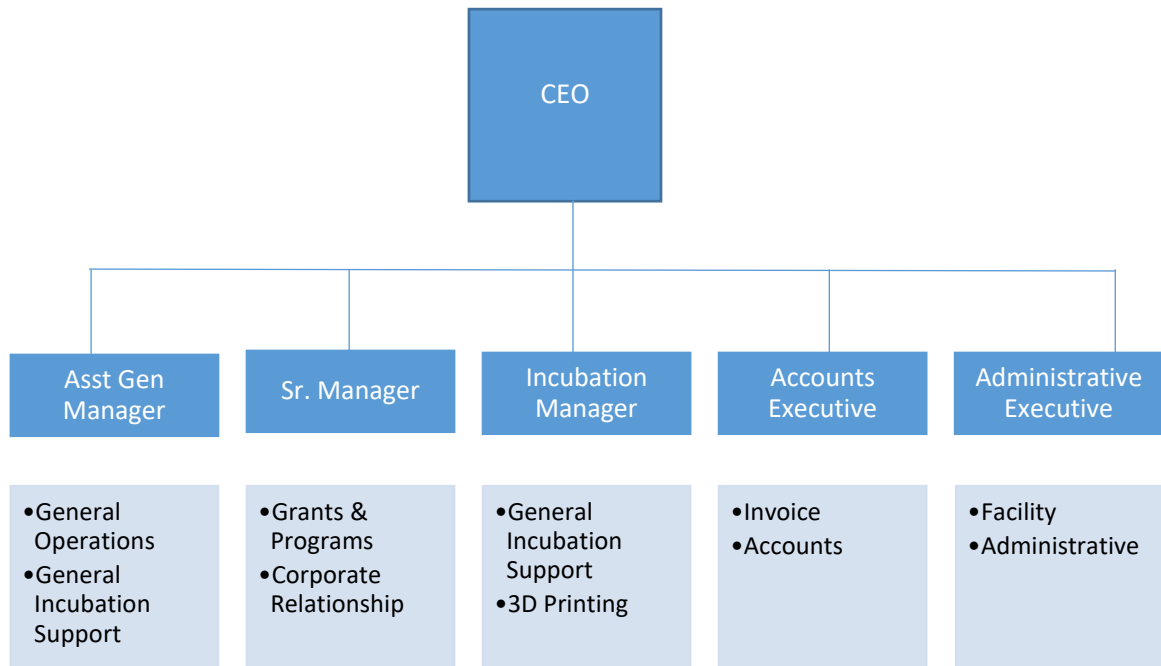 CEO
Asst Gen
Manager
Sr. Manager
Incubation
Manager
Accounts
Executive
Administrative
Executive
•General
Operations
•General
Incubation
Support
•Grants &
Programs
•Corporate
Relationship
•General
Incubation
Support
•3D Printing
•Invoice
•Accounts
•Facility
•Administrative